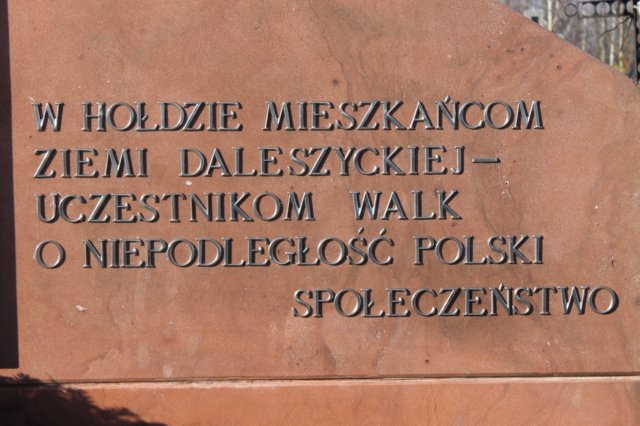 W HOŁDZIE MIESZKAŃCOM
ZIEMI DALESZYCKIEJ –
UCZESTNIKOM WALK
O NIEPODLEGŁOŚĆ POLSKI
SPOŁECZEŃSTWO